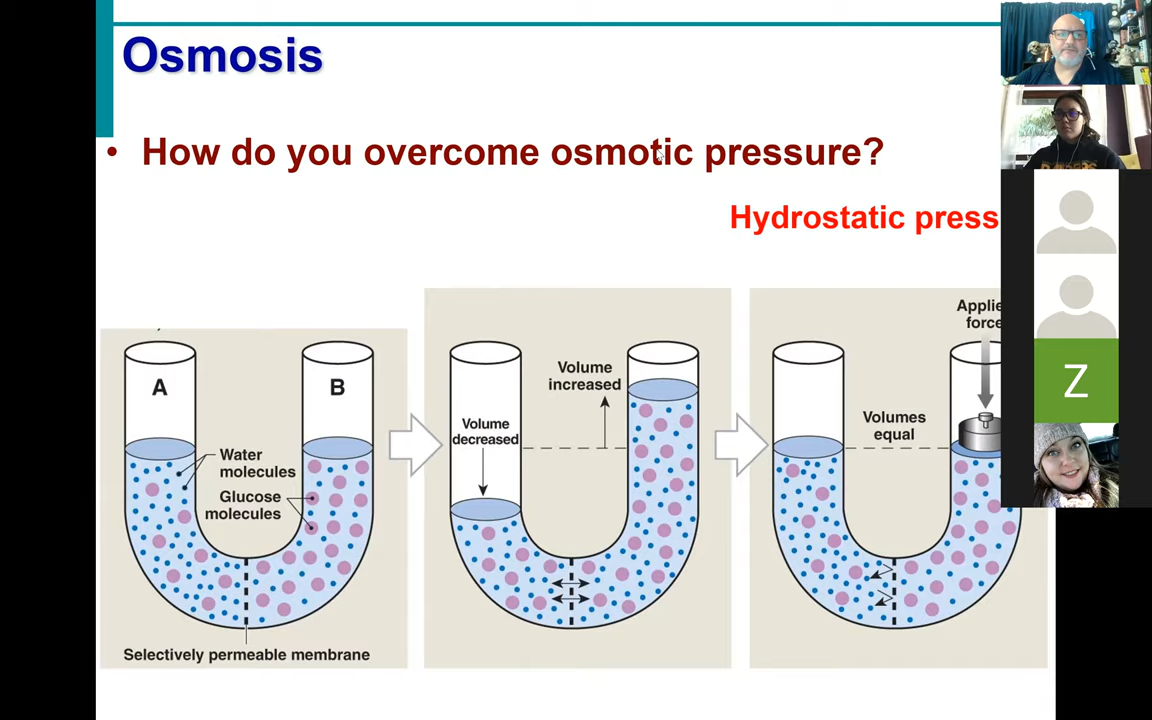 Osmosis
• How do you overcome osmotic pressure?
Hydrostatic press
A
B
Water
molecules
Glucose
molecules
Selectively permeable membrane
Volume
decreased
Volume
increased
Volumes
equal
Applie
force
Z